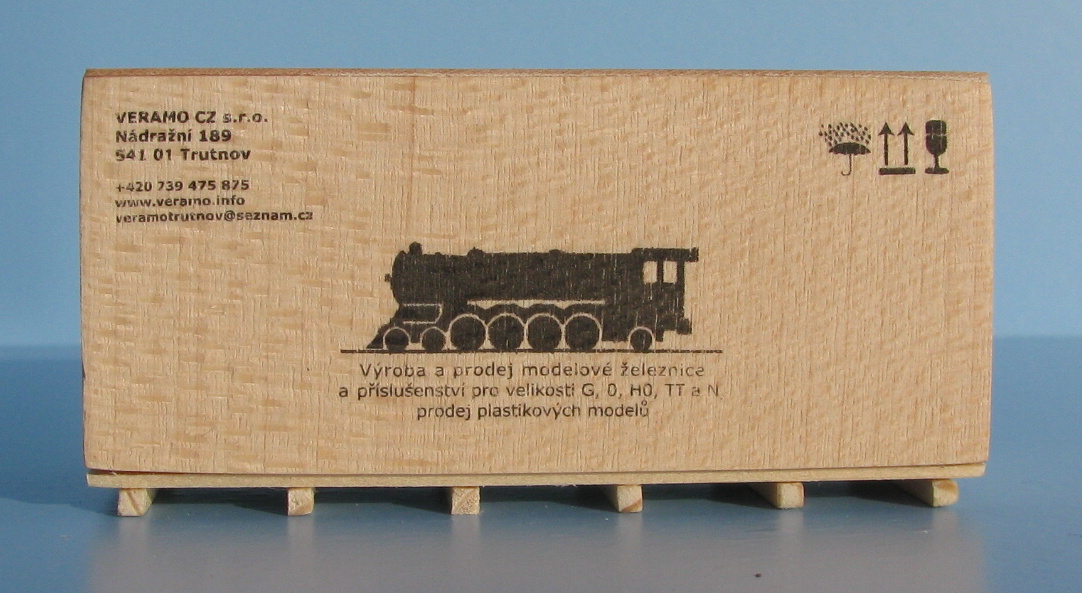 VERAMO CZ s.r.o.
Nádražní 189
541 01 Trutnov
+420 739 475 875
www.veramo.info
veramotrutnov@seznam.cz
Výroba a prodej modelové železnice
a příslušenství pro velikosti G, 0, H0, TT a N
prodej plastikových modelů